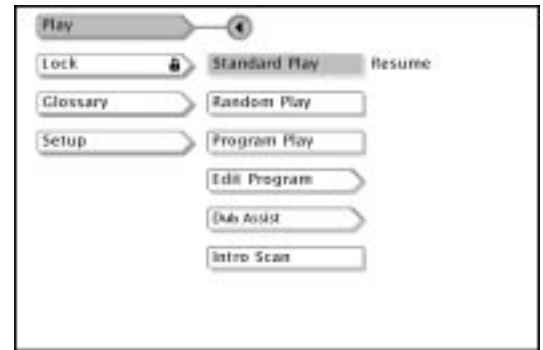 Play
Lock
Glossary
Setup
Standard Play
Resume
Random Play
Program Play
Edit Program
Dub Assist
Intro Scan